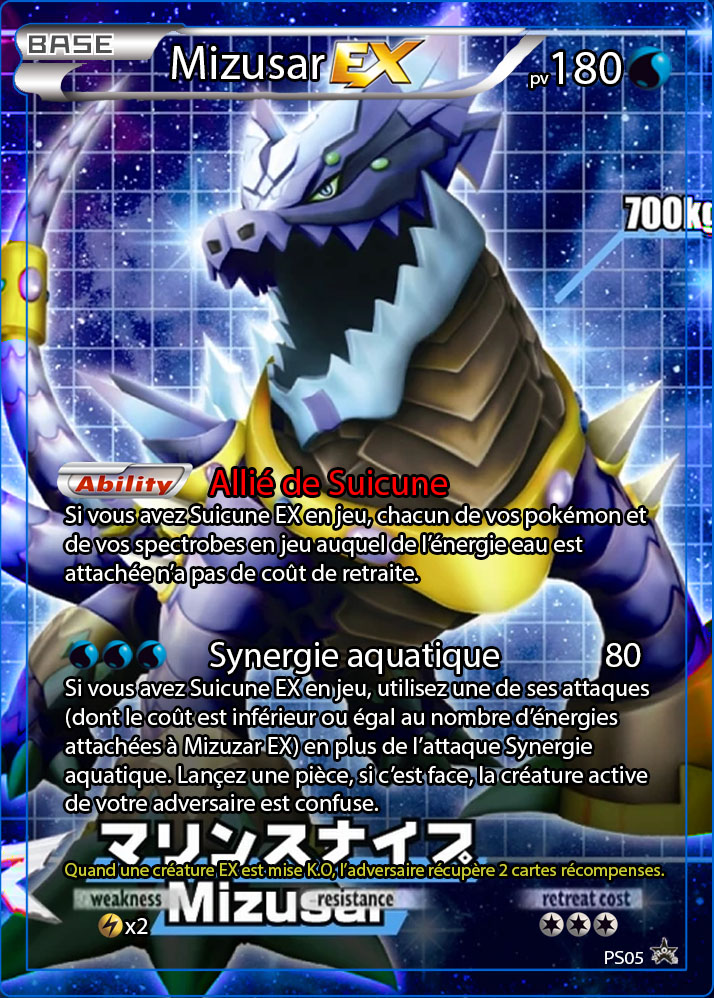 BASE
Mizusar EX
pv 180
700kg
Ability Allié de Suicune
Si vous avez Suicune EX en jeu, chacun de vos pokémon et
de vos spectrobes en jeu auquel de l'énergie eau est
attachée n'a pas de coût de retraite.
Synergie aquatique 80
Si vous avez Suicune EX en jeu, utilisez une de ses attaques
(dont le coût est inférieur ou égal au nombre d'énergies
attachées à Mizuzar EX) en plus de l'attaque Synergie
aquatique. Lançez une pièce, si c'est face, la créature active
de votre adversaire est confuse.
マリンスナイプ
Quand une créature EX est mise K.O, l'adversaire récupère 2 cartes récompenses.
weakness resistance retreat cost
Mizusar
x2
PS05